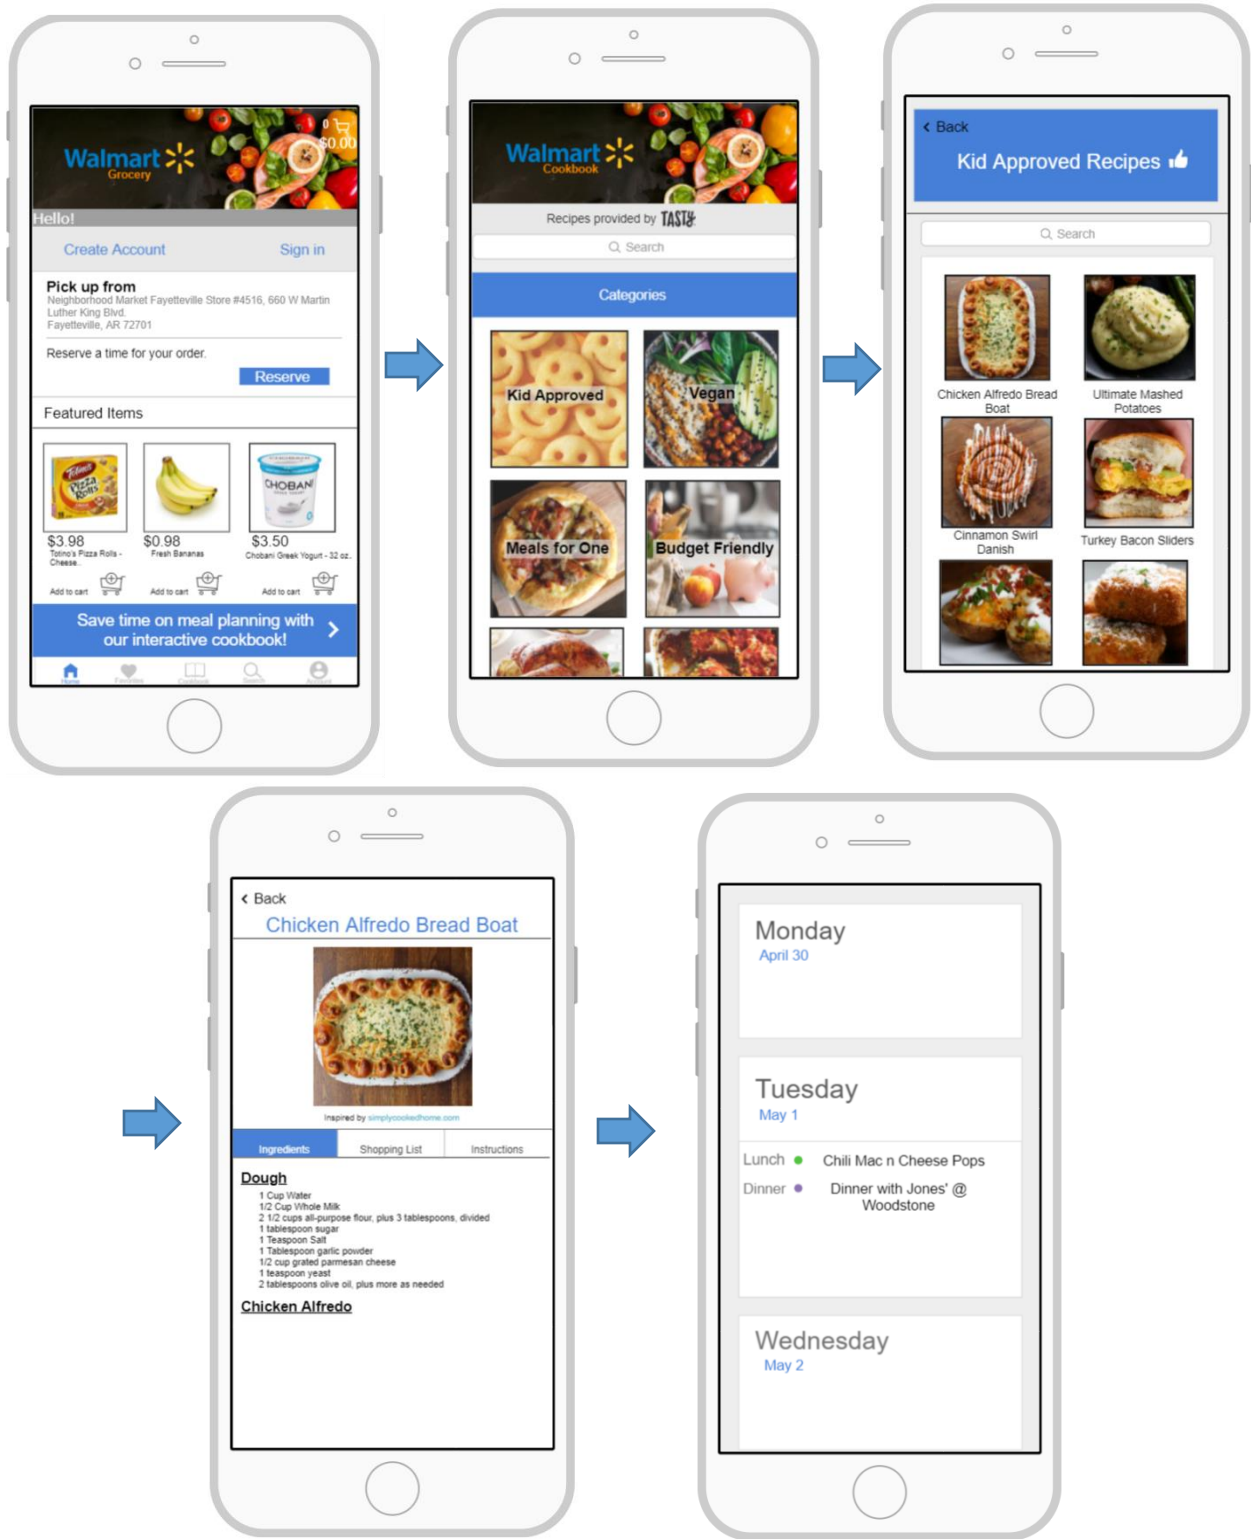 0
$0.00
Walmart
Grocery
Hello!
Create Account Sign in
Pick up from
Neighborhood Market Fayetteville Store #4516, 660 W Martin
Luther King Blvd.
Fayetteville, AR 72701
Reserve a time for your order.
Reserve
Featured Items
Totino's
Pizza
Rolls
CHOBANI
$3.98 $0.98 $3.50
Totino's Pizza Rolls - Fresh Bananas Chobani Greek Yogurt - 32 oz.
Cheese..
Add to cart Add to cart Add to cart
Save time on meal planning with
our interactive cookbook!
Home Favorites Cookbook Search Account
Walmart
Cookbook
Recipes provided by TASTY
Search
Categories
Kid Approved Vegan
Meals for One Budget Friendly
< Back
Kid Approved Recipes
Search
Chicken Alfredo Bread Ultimate Mashed
Boat Potatoes
Cinnamon Swirl Turkey Bacon Sliders
Danish
< Back
Chicken Alfredo Bread Boat
Inspired by simplycookedhome.com
Ingredients Shopping List Instructions
Dough
1 Cup Water
1/2 Cup Whole Milk
2 1/2 cups all-purpose flour, plus 3 tablespoons, divided
1 tablespoon sugar
1 Teaspoon Salt
1 Tablespoon garlic powder
1/2 cup grated parmesan cheese
1 teaspoon yeast
2 tablespoons olive oil, plus more as needed
Chicken Alfredo
Monday
April 30
Tuesday
May 1
Lunch Chili Mac n Cheese Pops
Dinner Dinner with Jones' @
Woodstone
Wednesday
May 2